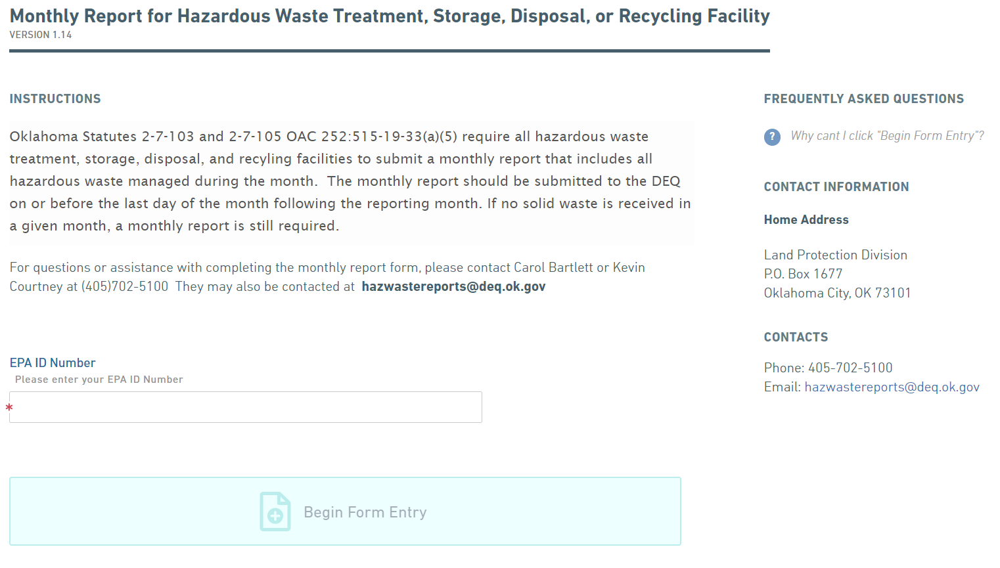 Monthly Report for Hazardous Waste Treatment, Storage, Disposal, or Recycling Facility
VERSION 1.14
INSTRUCTIONS
Oklahoma Statutes 2-7-103 and 2-7-105 OAC 252:515-19-33(a)(5) require all hazardous waste
treatment, storage, disposal, and recyling facilities to submit a monthly report that includes all
hazardous waste managed during the month.  The monthly report should be submitted to the DEQ
on or before the last day of the month following the reporting month. If no solid waste is received in
a given month, a monthly report is still required.
For questions or assistance with completing the monthly report form, please contact Carol Bartlett or Kevin
Courtney at (405)702-5100  They may also be contacted at  hazwastereports@deq.ok.gov
EPA ID Number
Please enter your EPA ID Number
*
Begin Form Entry
FREQUENTLY ASKED QUESTIONS
? Why cant I click "Begin Form Entry"?
CONTACT INFORMATION
Home Address
Land Protection Division
P.O. Box 1677
Oklahoma City, OK 73101
CONTACTS
Phone: 405-702-5100
Email: hazwastereports@deq.ok.gov